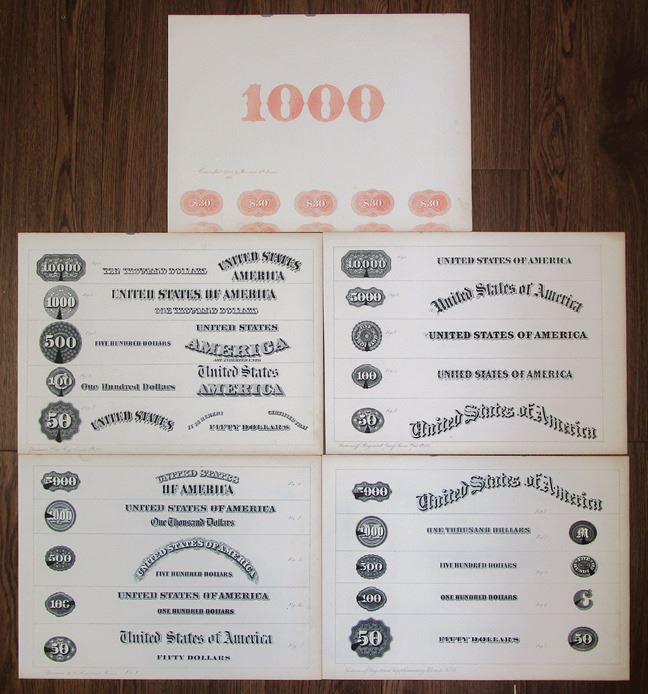 1000
$30 $30 $30 $30 $30
10,000 TEN THOUSAND DOLLARS UNITED STATES
AMERICA
1000 UNITED STATES OF AMERICA
ONE THOUSAND DOLLARS
500 FIVE HUNDRED DOLLARS UNITED STATES
AMERICA
100 One Hundred Dollars United States
AMERICA
50 UNITED STATES FIFTY DOLLARS
10,000 UNITED STATES OF AMERICA
5000 United States of America
UNITED STATES OF AMERICA
100 UNITED STATES OF AMERICA
50 United States of America
5000 UNITED STATES
OF AMERICA
1000 UNITED STATES OF AMERICA
One Thousand Dollars
500 UNITED STATES OF AMERICA
FIVE HUNDRED DOLLARS
100 UNITED STATES OF AMERICA
ONE HUNDRED DOLLARS
50 United States of America
FIFTY DOLLARS
5000 United States of America
1000 ONE THOUSAND DOLLARS M
500 FIVE HUNDRED DOLLARS
100 ONE HUNDRED DOLLARS C
50 FIFTY DOLLARS 50